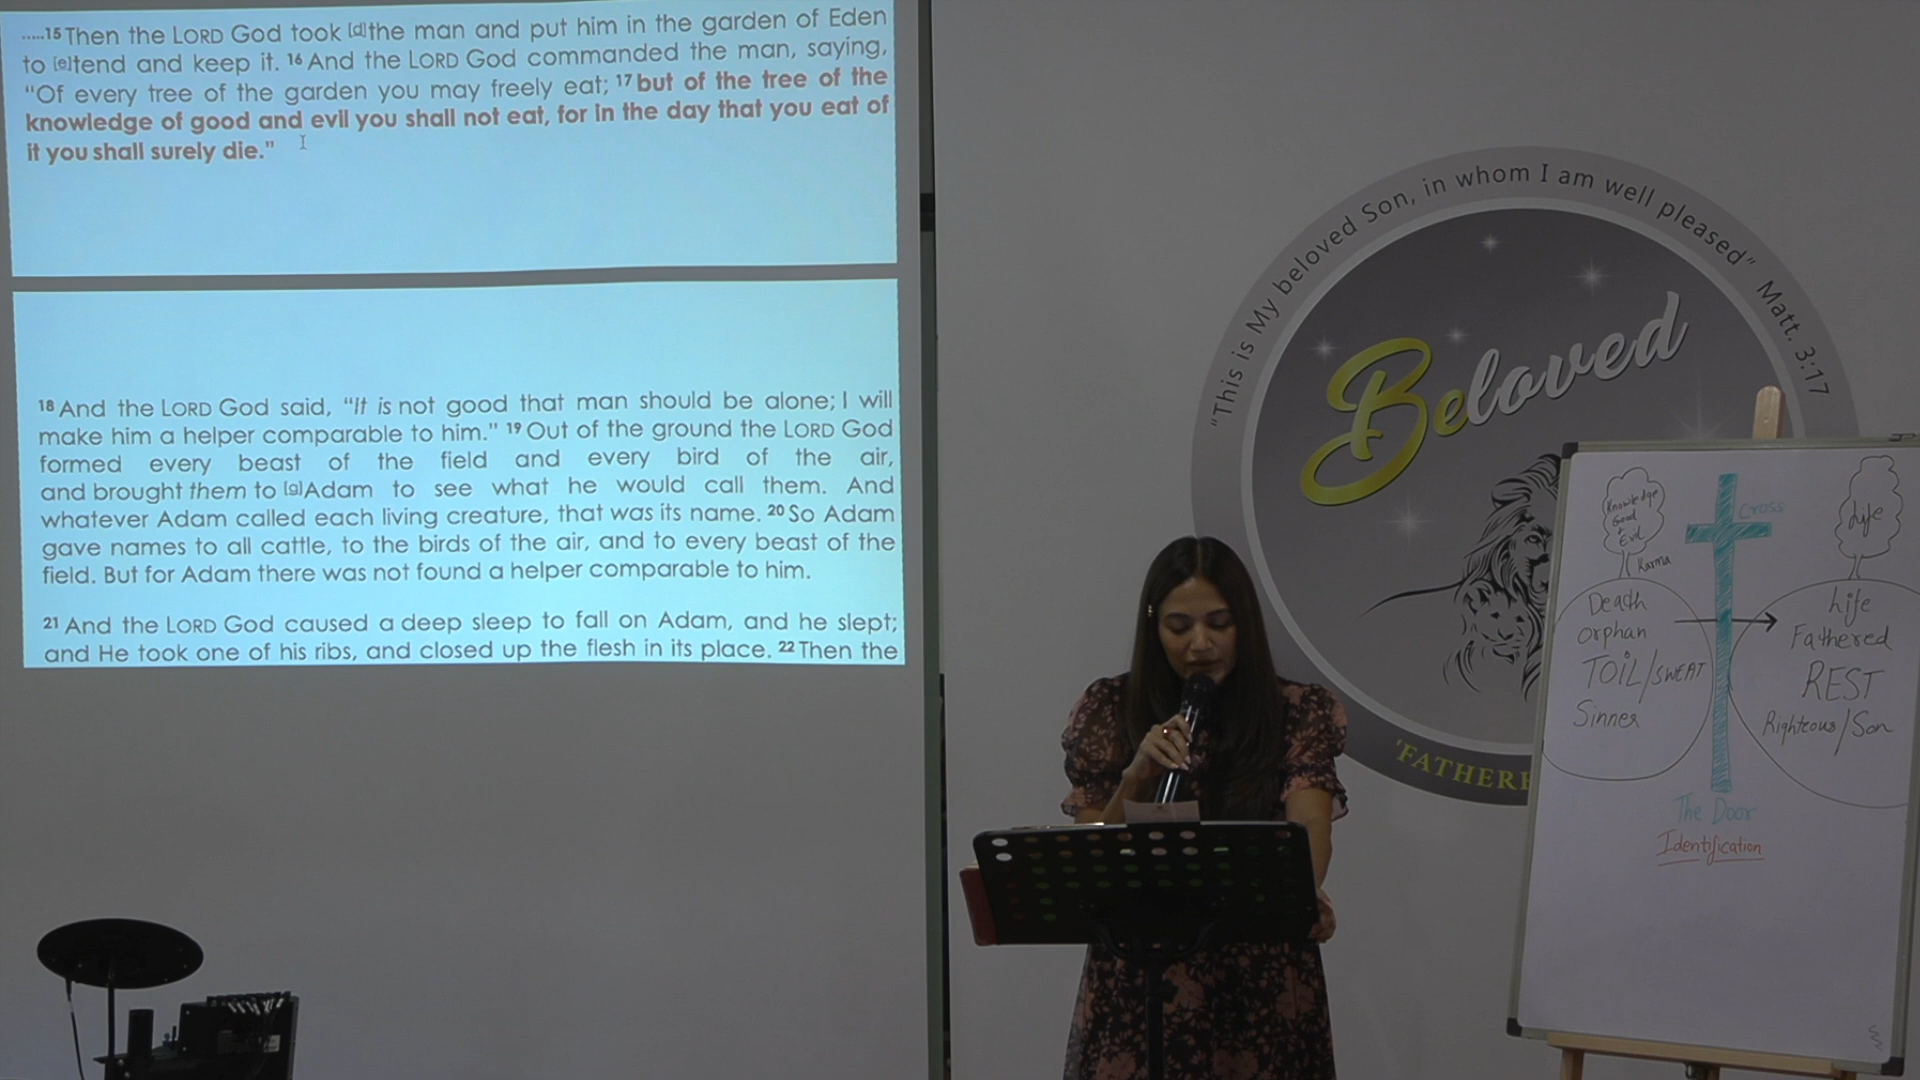 .....15 Then the LORD God took [d]the man and put him in the garden of Eden
to [e]tend and keep it. 16 And the LORD God commanded the man, saying,
"Of every tree of the garden you may freely eat; 17 but of the tree of the
knowledge of good and evil you shall not eat, for in the day that you eat of
it you shall surely die."
18 And the LORD God said, "It is not good that man should be alone; I will
make him a helper comparable to him." 19 Out of the ground the LORD God
formed every beast of the field and every bird of the air,
and brought them to [g]Adam to see what he would call them. And
whatever Adam called each living creature, that was its name. 20 So Adam
gave names to all cattle, to the birds of the air, and to every beast of the
field. But for Adam there was not found a helper comparable to him.
21 And the LORD God caused a deep sleep to fall on Adam, and he slept;
and He took one of his ribs, and closed up the flesh in its place. 22 Then the
"This is My beloved Son, in whom I am well pleased" Matt. 3:17
Beloved
'FATHERE
Knowledge
Good
Evil
Karma
Death
Orphan
TOIL/SWEAT
Sinner
Cross
Life
Life
Fathered
REST
Righteous/Son
The Door
Identification